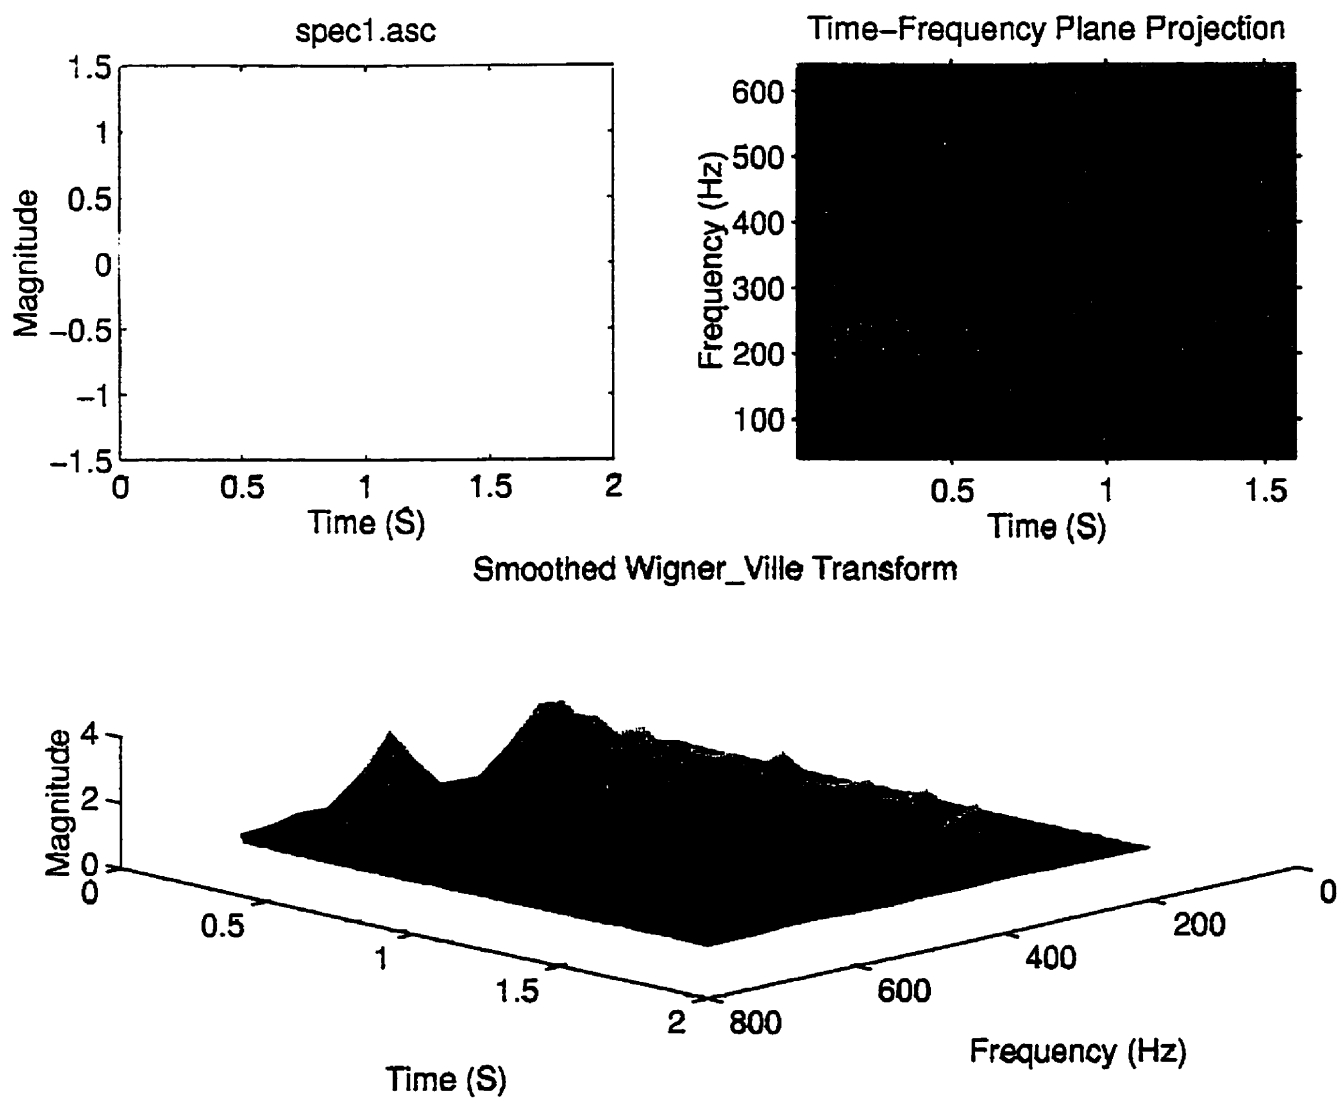 spec1.asc
1.5
1
0.5
0
−0.5
−1
−1.5
Magnitude
0 0.5 1 1.5 2
Time (S)
Time−Frequency Plane Projection
600
500
400
300
200
100
Frequency (Hz)
0.5 1 1.5
Time (S)
Smoothed Wigner_Ville Transform
4
2
0
Magnitude
0
0.5
1
1.5
2
Time (S)
800
600
400
200
0
Frequency (Hz)